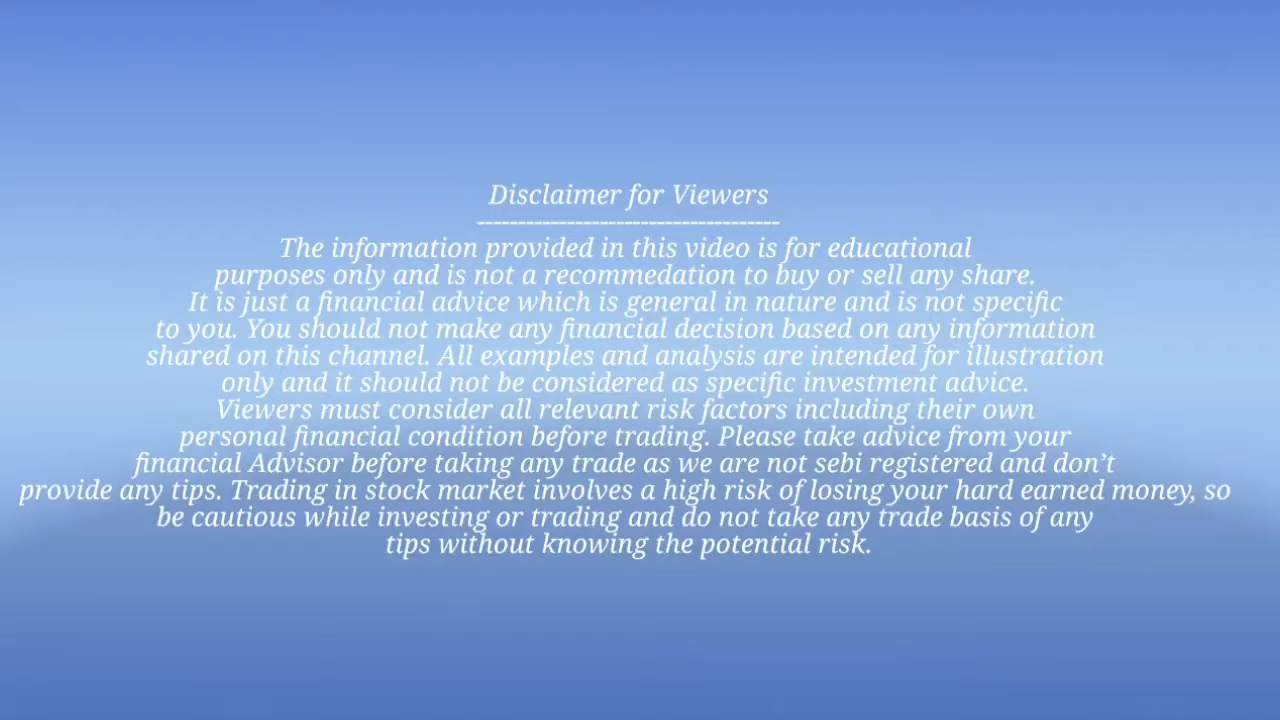 Disclaimer for Viewers
-------------------------------------
The information provided in this video is for educational
purposes only and is not a recommedation to buy or sell any share.
It is just a financial advice which is general in nature and is not specific
to you. You should not make any financial decision based on any information
shared on this channel. All examples and analysis are intended for illustration
only and it should not be considered as specific investment advice.
Viewers must consider all relevant risk factors including their own
personal financial condition before trading. Please take advice from your
financial Advisor before taking any trade as we are not sebi registered and don’t
provide any tips. Trading in stock market involves a high risk of losing your hard earned money, so
be cautious while investing or trading and do not take any trade basis of any
tips without knowing the potential risk.